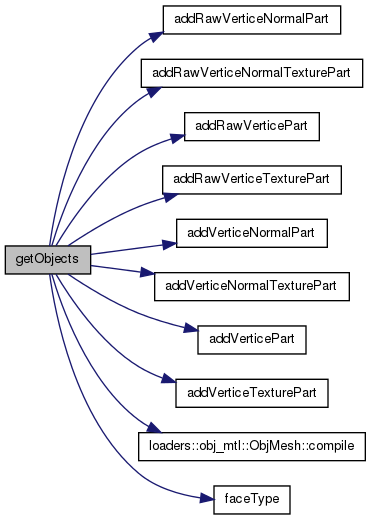 addRawVerticeNormalPart
addRawVerticeNormalTexturePart
addRawVerticePart
addRawVerticeTexturePart
addVerticeNormalPart
getObjects
addVerticeNormalTexturePart
addVerticePart
addVerticeTexturePart
loaders::obj_mtl::ObjMesh::compile
faceType